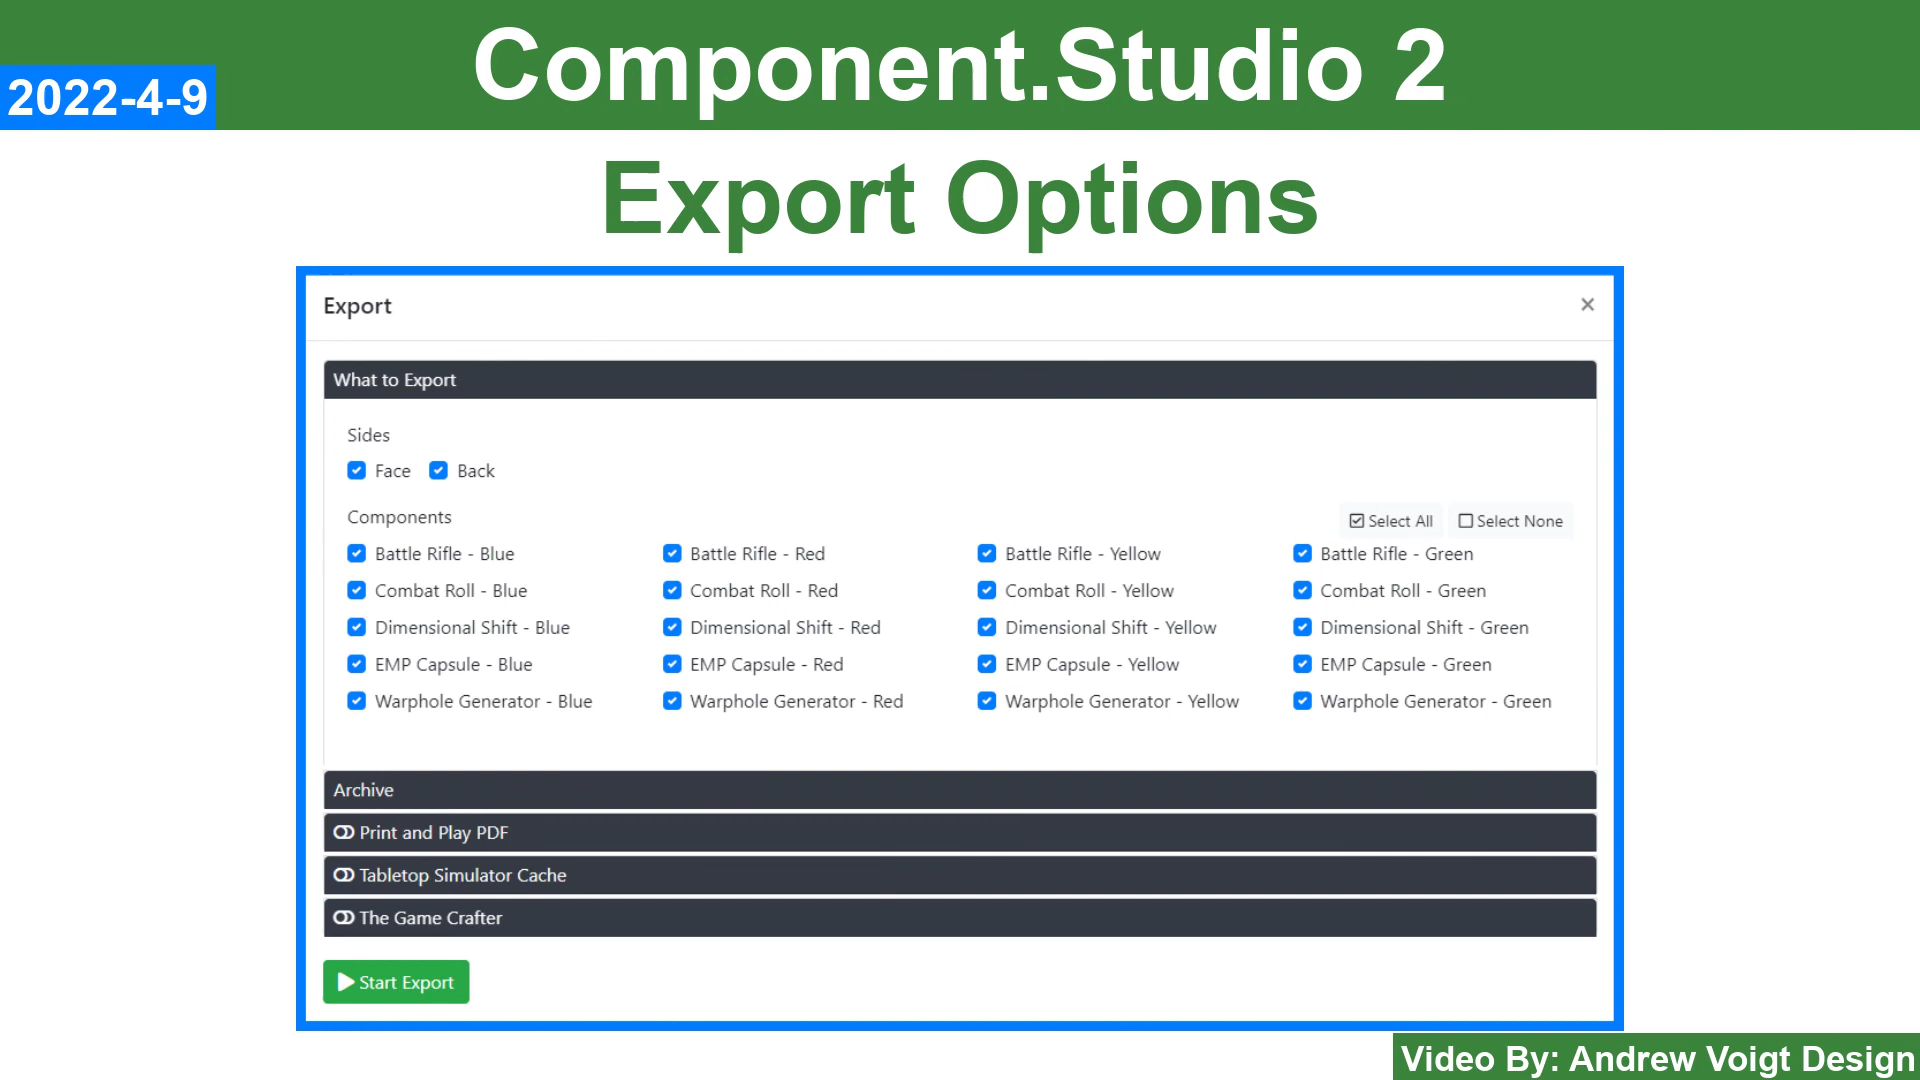 Component.Studio 2
2022-4-9
Export Options
Export
What to Export
Sides
Face Back
Components Select All Select None
Battle Rifle - Blue Battle Rifle - Red Battle Rifle - Yellow Battle Rifle - Green
Combat Roll - Blue Combat Roll - Red Combat Roll - Yellow Combat Roll - Green
Dimensional Shift - Blue Dimensional Shift - Red Dimensional Shift - Yellow Dimensional Shift - Green
EMP Capsule - Blue EMP Capsule - Red EMP Capsule - Yellow EMP Capsule - Green
Warphole Generator - Blue Warphole Generator - Red Warphole Generator - Yellow Warphole Generator - Green
Archive
Print and Play PDF
Tabletop Simulator Cache
The Game Crafter
Start Export
Video By: Andrew Voigt Design